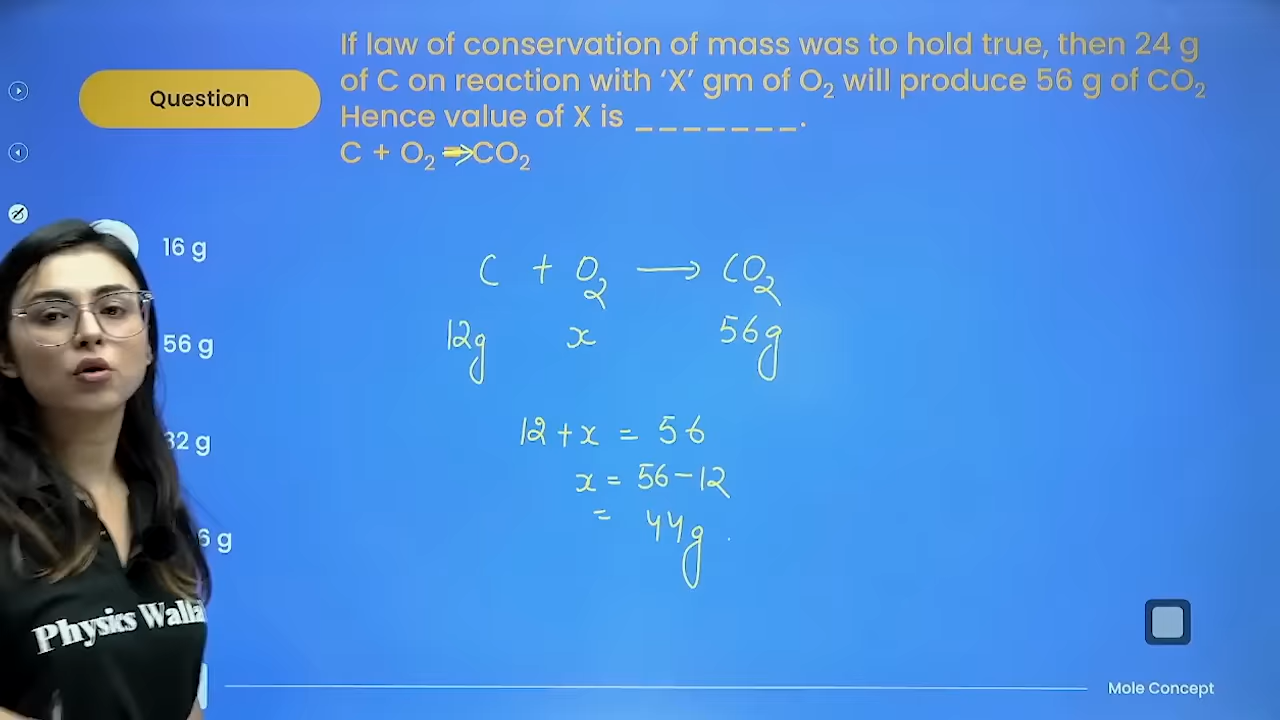 If law of conservation of mass was to hold true, then 24 g
Question
of C on reaction with ‘X’ gm of O₂ will produce 56 g of CO₂
Hence value of X is _______.
C + O₂ ⇒ CO₂
16 g
C + O₂ → CO₂
12g x 56g
56 g
12 + x = 56
32 g
x = 56 - 12
= 44g.
6 g
Physics Walla
Mole Concept